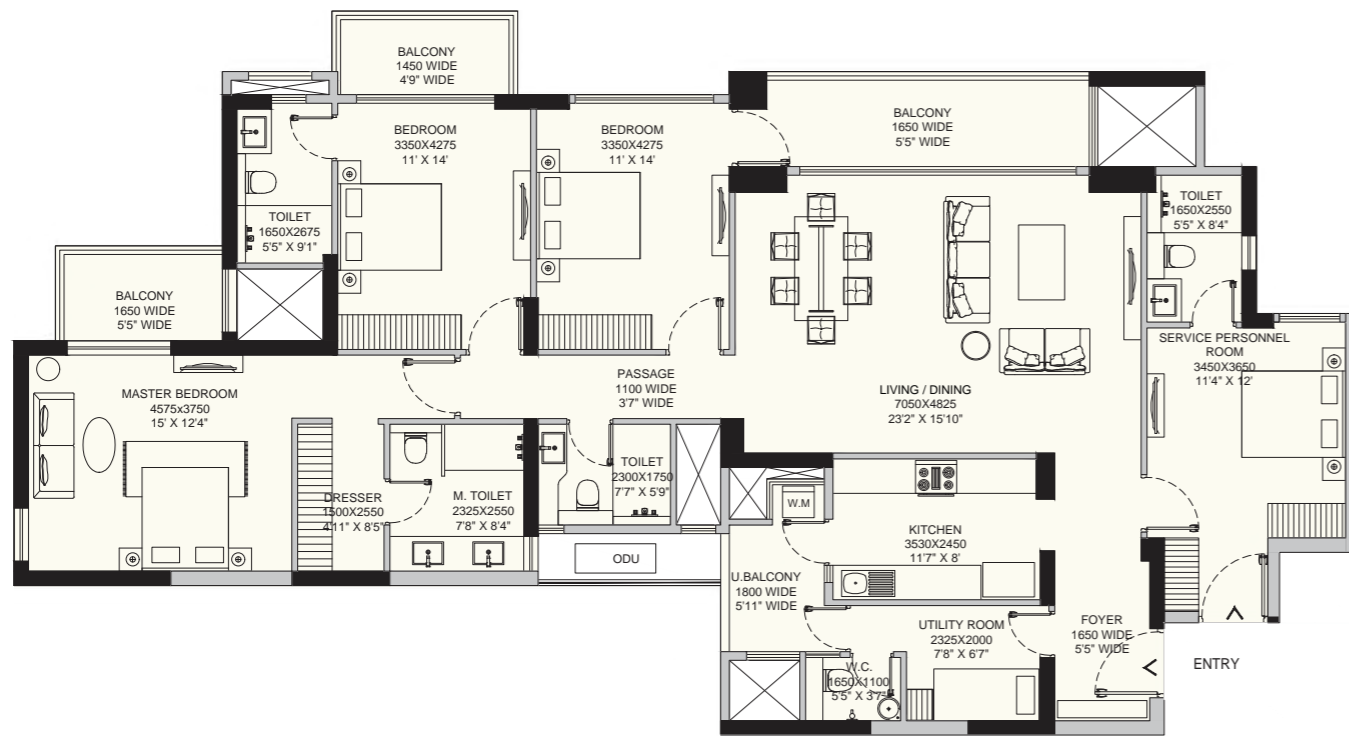 BALCONY
1450 WIDE
4'9" WIDE
BEDROOM
3350X4275
11' X 14'
BEDROOM
3350X4275
11' X 14'
BALCONY
1650 WIDE
5'5" WIDE
TOILET
1650X2675
5'5" X 9'1"
TOILET
1650X2550
5'5" X 8'4"
BALCONY
1650 WIDE
5'5" WIDE
SERVICE PERSONNEL
ROOM
3450X3650
11'4" X 12'
MASTER BEDROOM
4575x3750
15' X 12'4"
PASSAGE
1100 WIDE
3'7" WIDE
LIVING / DINING
7050X4825
23'2" X 15'10"
TOILET
2300X1750
7'7" X 5'9"
DRESSER
1500X2550
4'11" X 8'5"
M. TOILET
2325X2550
7'8" X 8'4"
W.M
KITCHEN
3530X2450
11'7" X 8'
ODU
U.BALCONY
1800 WIDE
5'11" WIDE
UTILITY ROOM
2325X2000
7'8" X 6'7"
FOYER
1650 WIDE
5'5" WIDE
ENTRY
W.C.
1650X1100
5'5" X 3'7"